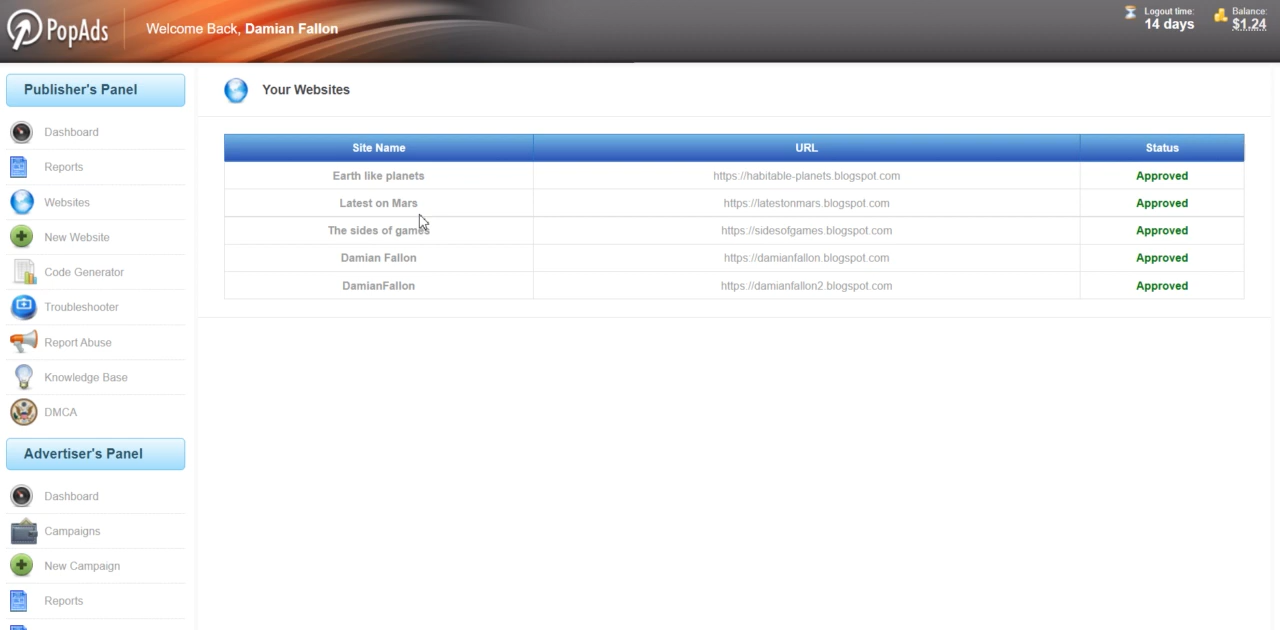 PopAds
Welcome Back, Damian Fallon
Logout time:
14 days
Balance:
$1.24
Publisher's Panel
Dashboard
Reports
Websites
New Website
Code Generator
Troubleshooter
Report Abuse
Knowledge Base
DMCA
Advertiser's Panel
Dashboard
Campaigns
New Campaign
Reports
Your Websites
Site Name URL Status
Earth like planets https://habitable-planets.blogspot.com Approved
Latest on Mars https://latestonmars.blogspot.com Approved
The sides of games https://sidesofgames.blogspot.com Approved
Damian Fallon https://damianfallon.blogspot.com Approved
DamianFallon https://damianfallon2.blogspot.com Approved